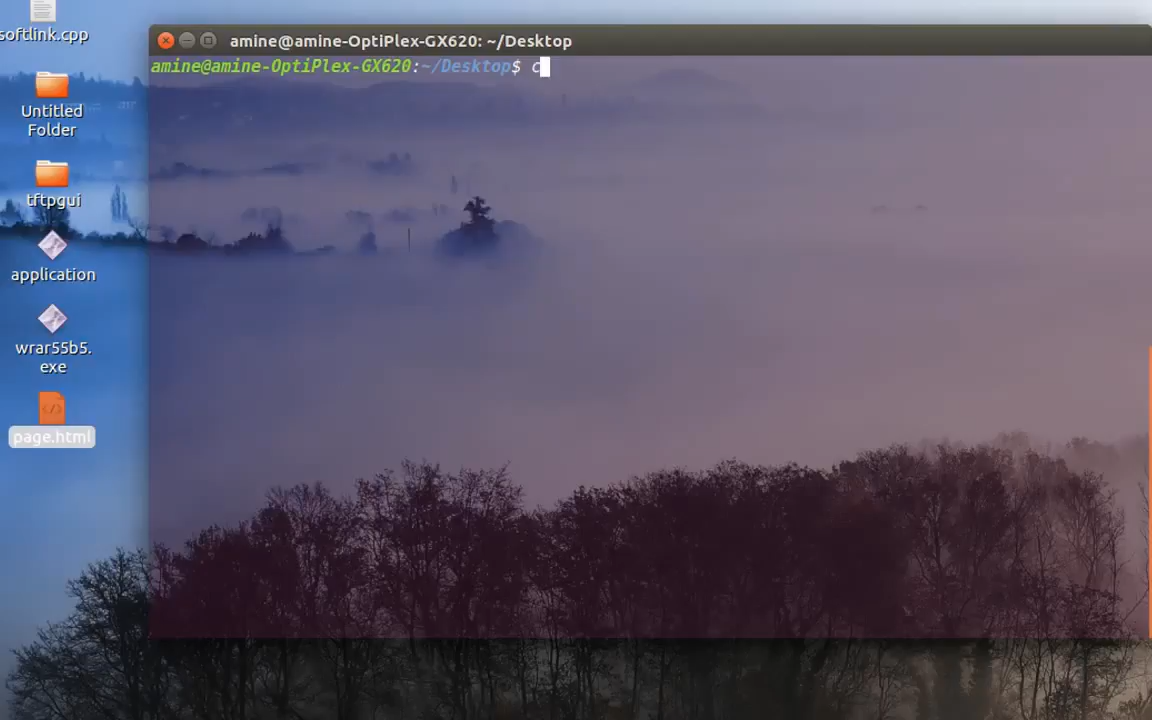 softlink.cpp
Untitled
Folder
tftpgui
application
wrar55b5.
exe
page.html
amine@amine-OptiPlex-GX620: ~/Desktop
amine@amine-OptiPlex-GX620:~/Desktop$ c